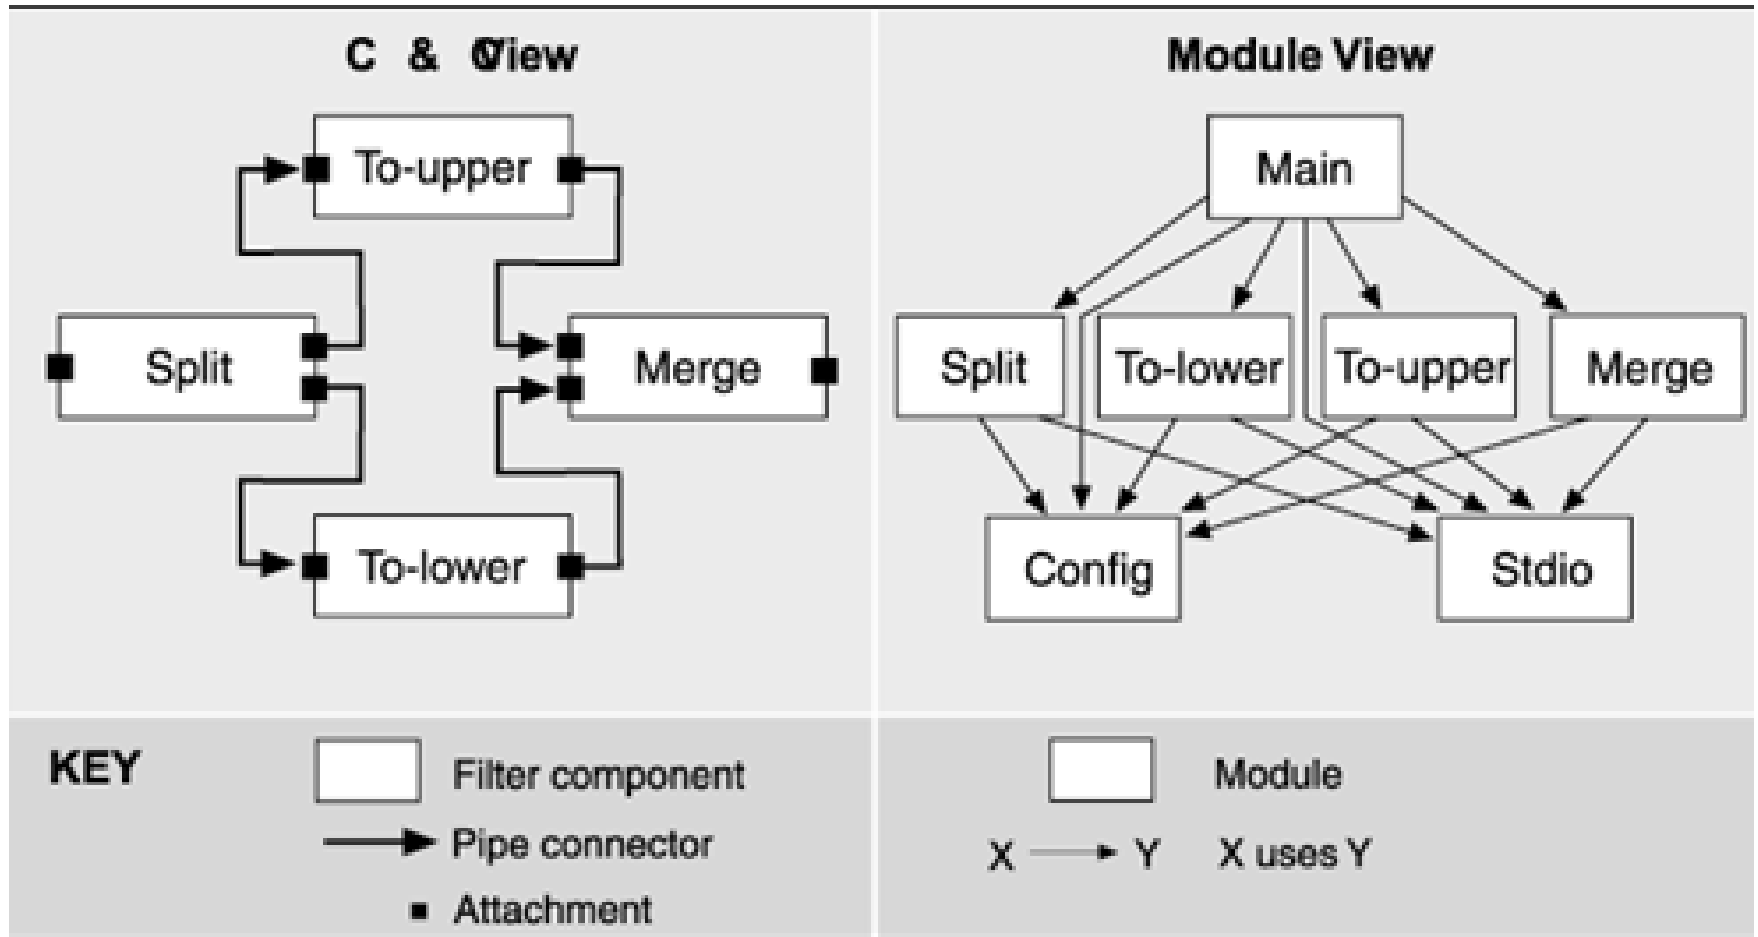 C & C View
To-upper
Split
Merge
To-lower
KEY
Filter component
Pipe connector
Attachment
Module View
Main
Split
To-lower
To-upper
Merge
Config
Stdio
Module
X Y X uses Y